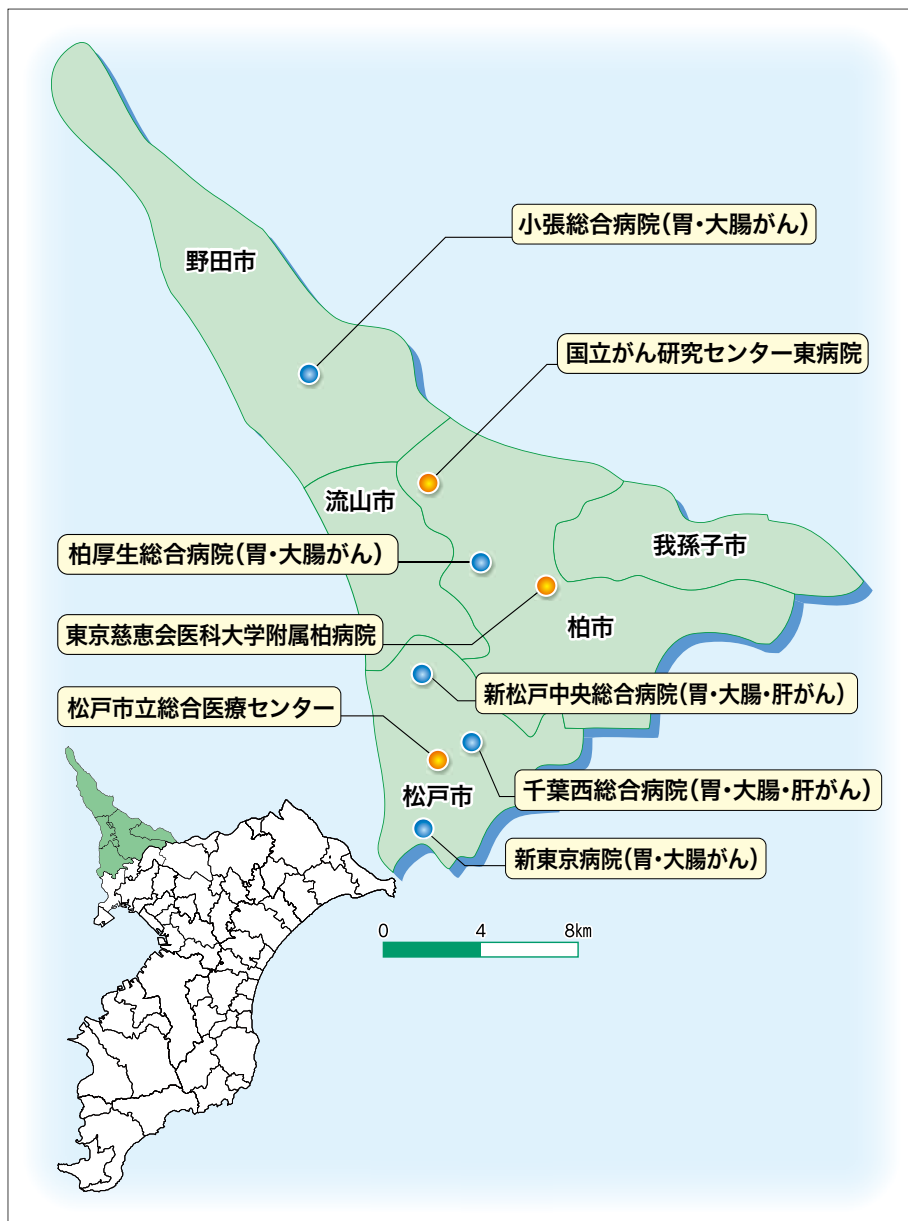 小張総合病院(胃・大腸がん)
野田市
国立がん研究センター東病院
流山市
我孫子市
柏厚生総合病院(胃・大腸がん)
東京慈恵会医科大学附属柏病院
柏市
新松戸中央総合病院(胃・大腸・肝がん)
松戸市立総合医療センター
千葉西総合病院(胃・大腸・肝がん)
松戸市
新東京病院(胃・大腸がん)
0 4 8km